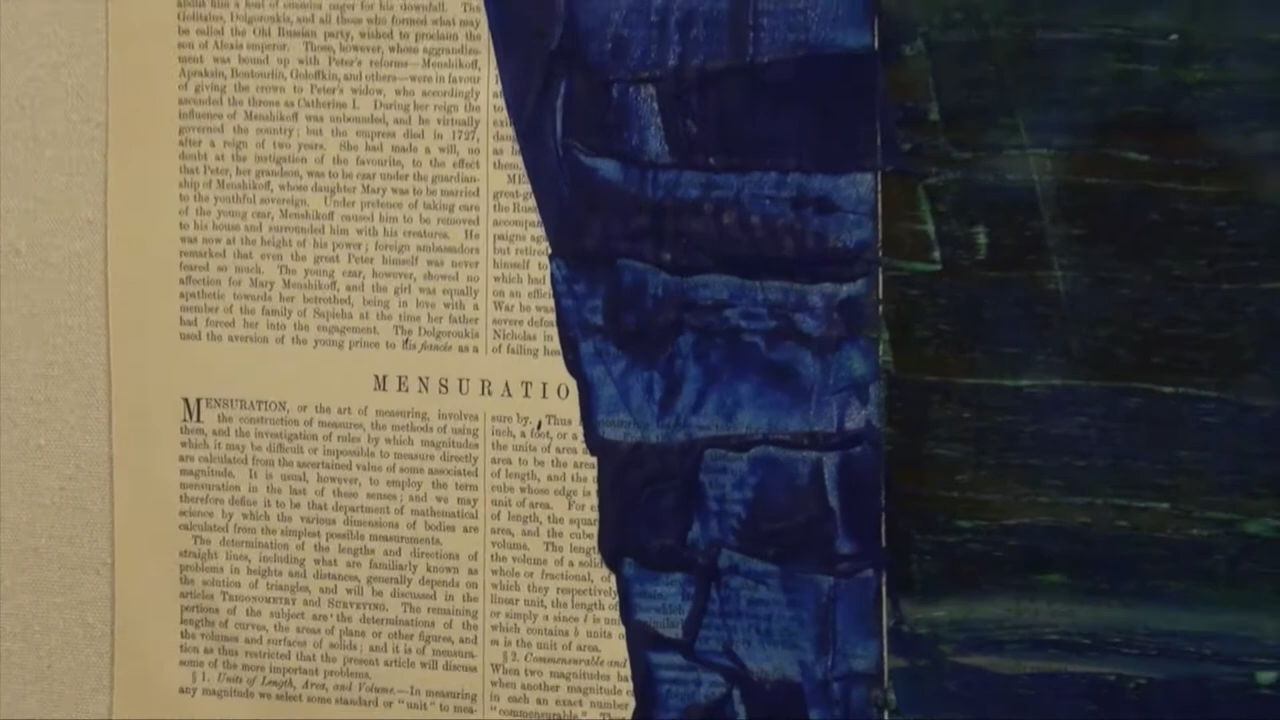 Golitsins, Dolgoroukis, and all those who formed what may
be called the Old Russian party, wished to proclaim the
son of Alexis emperor. Those, however, whose aggrandise-
ment was bound up with Peter's reforms—Menshikoff,
Apraksin, Boutourlin, Goloffkin, and others—were in favour
of giving the crown to Peter's widow, who accordingly
ascended the throne as Catherine I. During her reign the
influence of Menshikoff was unbounded, and he virtually
governed the country; but the empress died in 1727,
after a reign of two years. She had made a will, no
doubt at the instigation of the favourite, to the effect
that Peter, her grandson, was to be czar under the guardian-
ship of Menshikoff, whose daughter Mary was to be married
to the youthful sovereign. Under pretence of taking care
of the young czar, Menshikoff caused him to be removed
to his house and surrounded him with his creatures. He
was now at the height of his power; foreign ambassadors
remarked that even the great Peter himself was never
feared so much. The young czar, however, showed no
affection for Mary Menshikoff, and the girl was equally
apathetic towards her betrothed, being in love with a
member of the family of Sapieha at the time her father
had forced her into the engagement. The Dolgoroukis
used the aversion of the young prince to his fiancée as a
as he
them.
ME
great-gr
the Rus
accompa
paigns aga
but retired
himself to
which had
on an effici
War he was
severe defea
Nicholas in
of failing hea
MENSURATIO
MENSURATION, or the art of measuring, involves
the construction of measures, the methods of using
them, and the investigation of rules by which magnitudes
which it may be difficult or impossible to measure directly
are calculated from the ascertained value of some associated
magnitude. It is usual, however, to employ the term
mensuration in the last of these senses; and we may
therefore define it to be that department of mathematical
science by which the various dimensions of bodies are
calculated from the simplest possible measurements.
The determination of the lengths and directions of
straight lines, including what are familiarly known as
problems in heights and distances, generally depends on
the solution of triangles, and will be discussed in the
articles TRIGONOMETRY and SURVEYING. The remaining
portions of the subject are the determinations of the
lengths of curves, the areas of plane or other figures, and
the volumes and surfaces of solids; and it is of mensura-
tion as thus restricted that the present article will discuss
some of the more important problems.
§ 1. Units of Length, Area, and Volume.—In measuring
any magnitude we select some standard or "unit" to mea-
sure by. Thus
inch, a foot, or a
the units of area a
area to be the area
of length, and the u
cube whose edge is
unit of area. For e
of length, the squar
area, and the cube
volume. The lengt
the volume of a solid
whole or fractional, of
which they respectively
linear unit, the length of
or simply a since l is un
which contains b units o
m is the unit of area.
§ 2. Commensurable and
When two magnitudes ha
when another magnitude c
in each an exact number
"commensurable." Thu